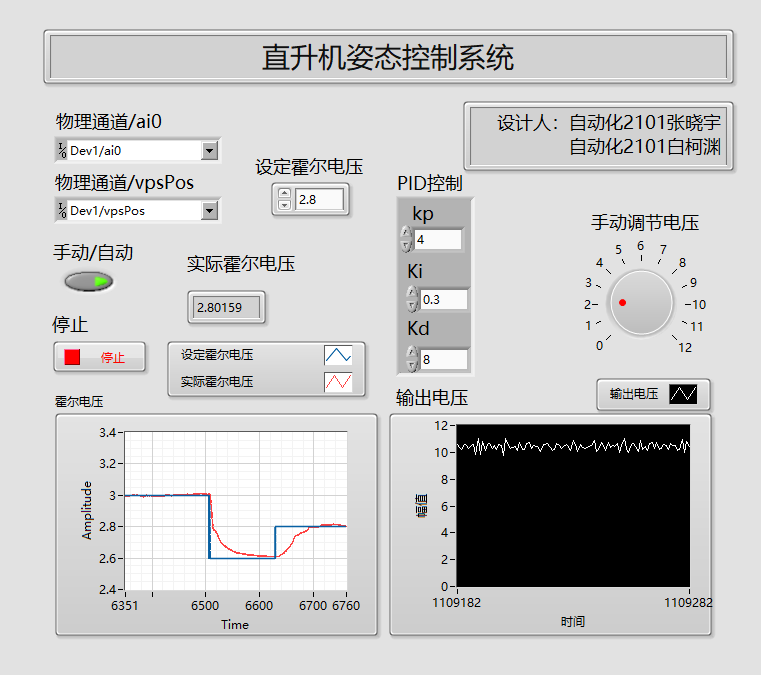 直升机姿态控制系统
设计人：自动化2101张晓宇
自动化2101白柯渊
物理通道/ai0
Dev1/ai0
物理通道/vpsPos
Dev1/vpsPos
设定霍尔电压
2.8
手动/自动
实际霍尔电压
2.80159
停止
停止
设定霍尔电压
实际霍尔电压
PID控制
kp
4
Ki
0.3
Kd
8
手动调节电压
0
1
2
3
4
5
6
7
8
9
10
11
12
霍尔电压
3.4
3.2
3
2.8
2.6
2.4
Amplitude
6351
6500
6600
6700
6760
Time
输出电压
输出电压
12
10
8
6
4
2
0
幅值
1109182
1109282
时间